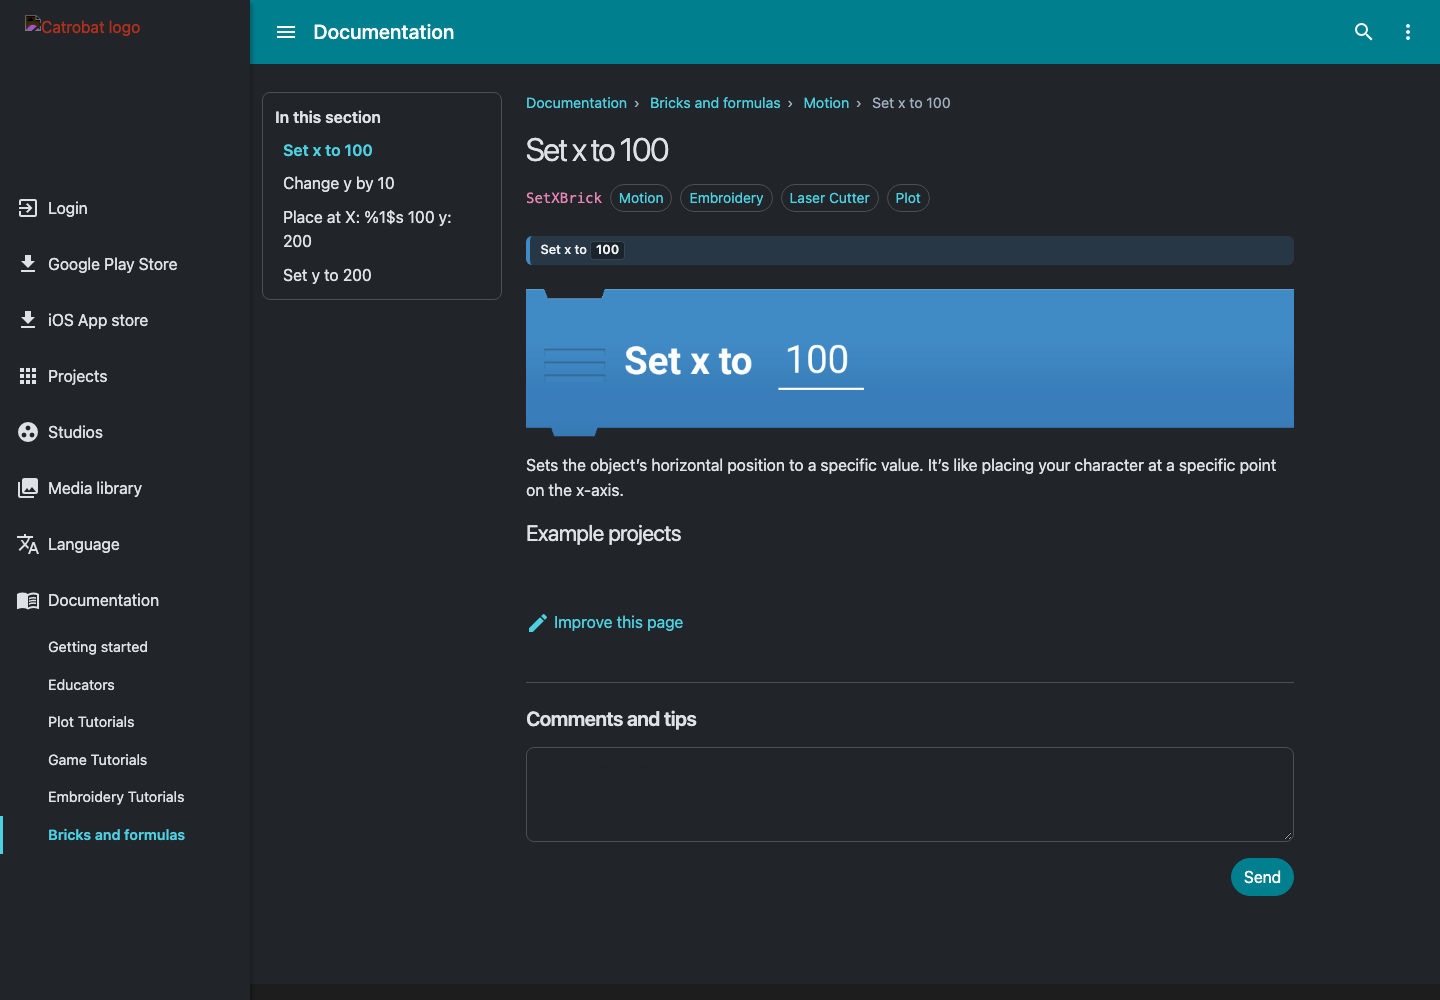 Catrobat logo
Login
Google Play Store
iOS App store
Projects
Studios
Media library
Language
Documentation
Getting started
Educators
Plot Tutorials
Game Tutorials
Embroidery Tutorials
Bricks and formulas
Documentation
In this section
Set x to 100
Change y by 10
Place at X: %1$s 100 y:
200
Set y to 200
Documentation › Bricks and formulas › Motion › Set x to 100
Set x to 100
SetXBrick Motion Embroidery Laser Cutter Plot
Set x to 100
Set x to 100
Sets the object’s horizontal position to a specific value. It’s like placing your character at a specific point
on the x-axis.
Example projects
Improve this page
Comments and tips
Send